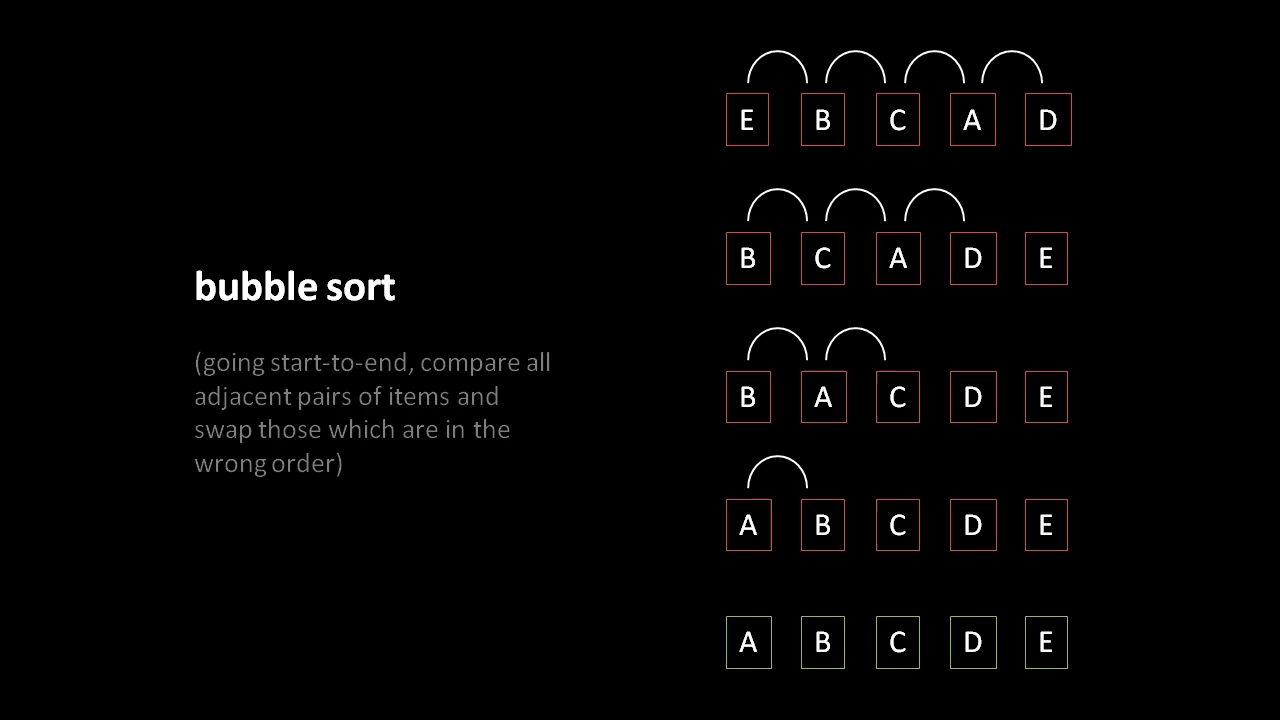 bubble sort
(going start-to-end, compare all
adjacent pairs of items and
swap those which are in the
wrong order)
E B C A D
B C A D E
B A C D E
A B C D E
A B C D E